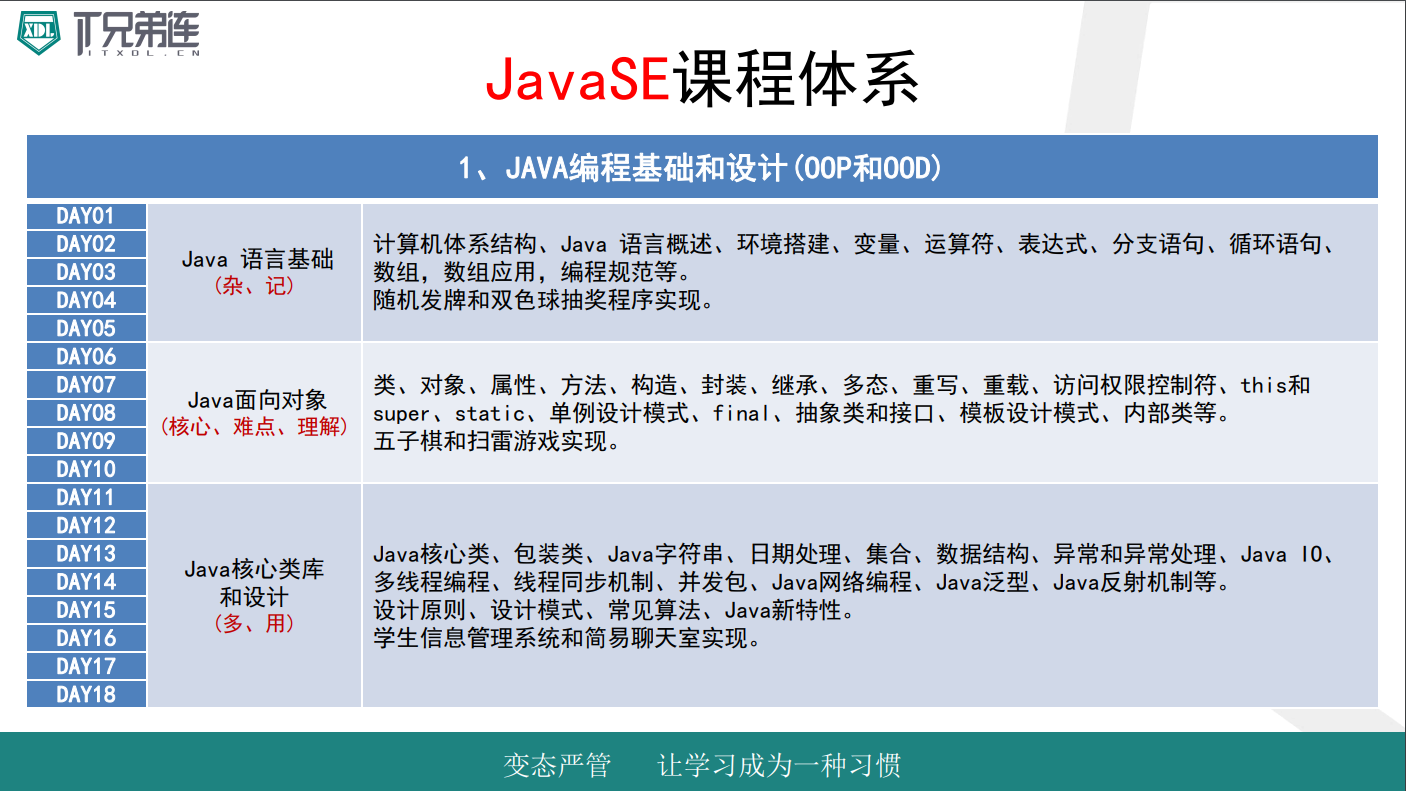 XDL
IT兄弟连
ITXDL.CN
JavaSE课程体系
1、JAVA编程基础和设计(OOP和OOD)
DAY01
DAY02
DAY03
DAY04
DAY05
Java 语言基础
(杂、记)
计算机体系结构、Java 语言概述、环境搭建、变量、运算符、表达式、分支语句、循环语句、
数组，数组应用，编程规范等。
随机发牌和双色球抽奖程序实现。
DAY06
DAY07
DAY08
DAY09
DAY10
Java面向对象
(核心、难点、理解)
类、对象、属性、方法、构造、封装、继承、多态、重写、重载、访问权限控制符、this和
super、static、单例设计模式、final、抽象类和接口、模板设计模式、内部类等。
五子棋和扫雷游戏实现。
DAY11
DAY12
DAY13
DAY14
DAY15
DAY16
DAY17
DAY18
Java核心类库
和设计
(多、用)
Java核心类、包装类、Java字符串、日期处理、集合、数据结构、异常和异常处理、Java IO、
多线程编程、线程同步机制、并发包、Java网络编程、Java泛型、Java反射机制等。
设计原则、设计模式、常见算法、Java新特性。
学生信息管理系统和简易聊天室实现。
变态严管 让学习成为一种习惯